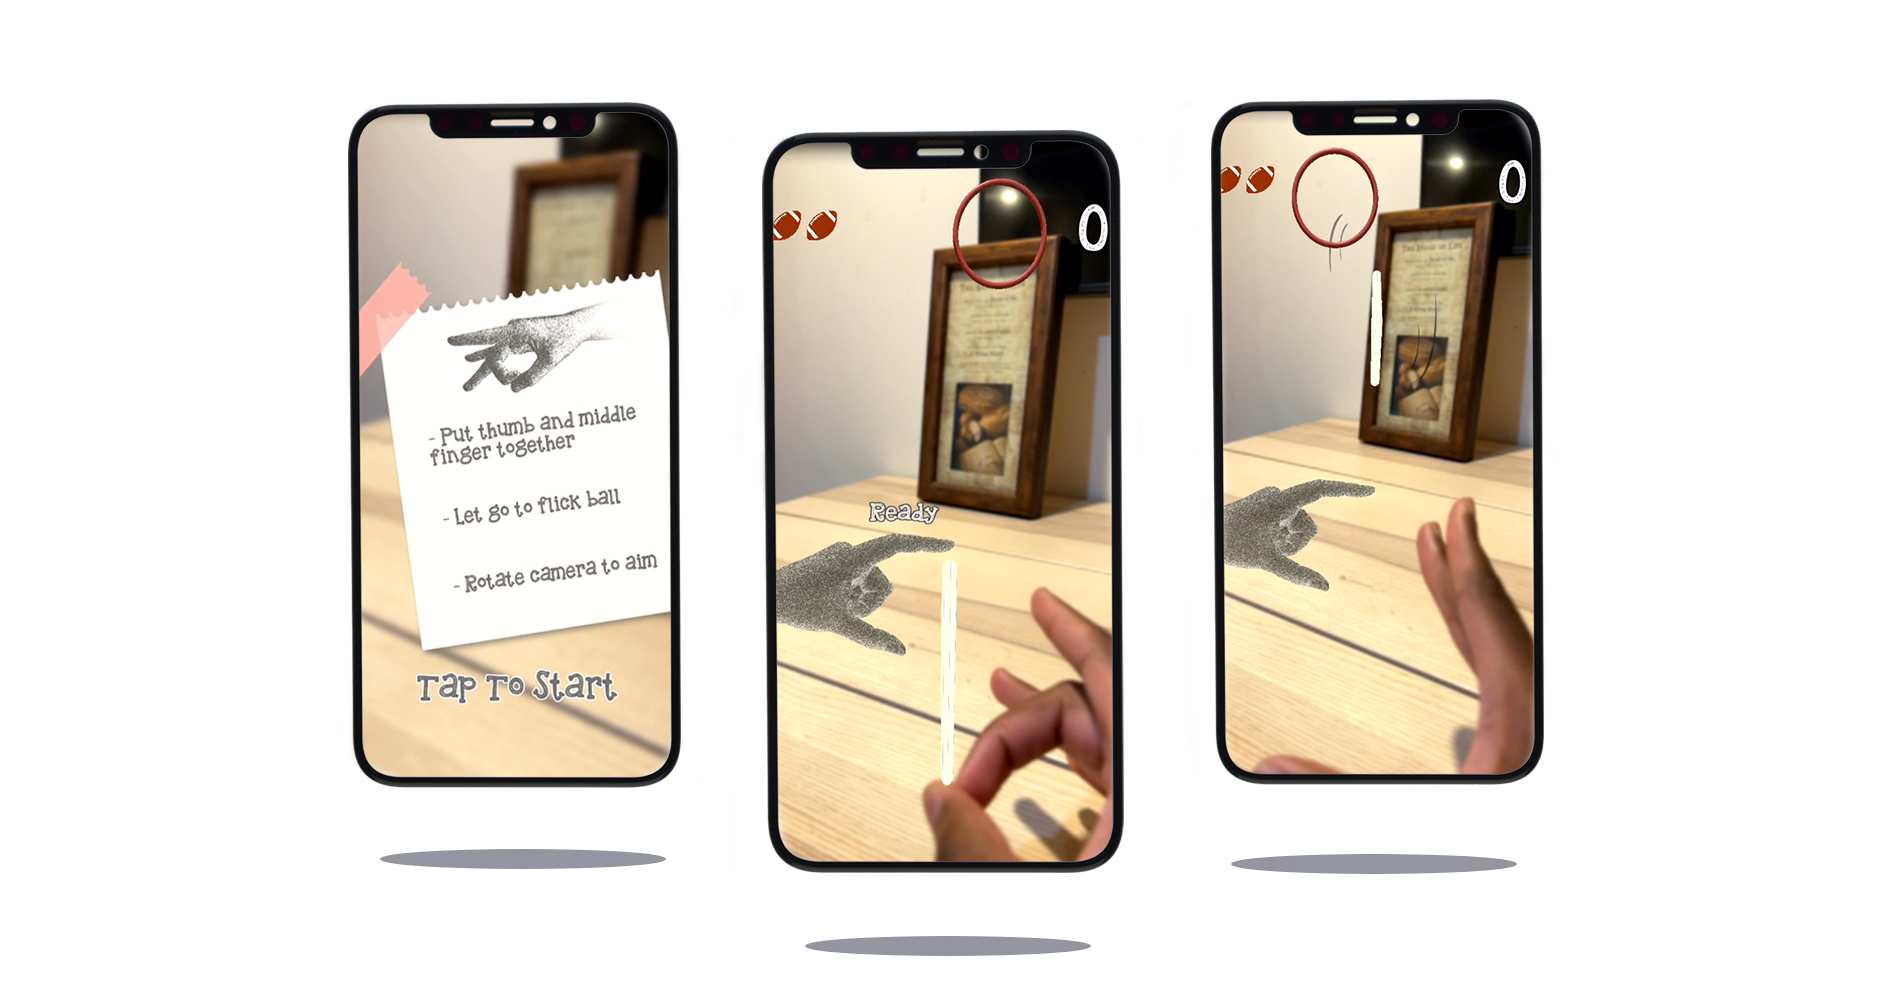 - Put thumb and middle
finger together
- Let go to flick ball
- Rotate camera to aim
Tap To Start
0
Ready
0